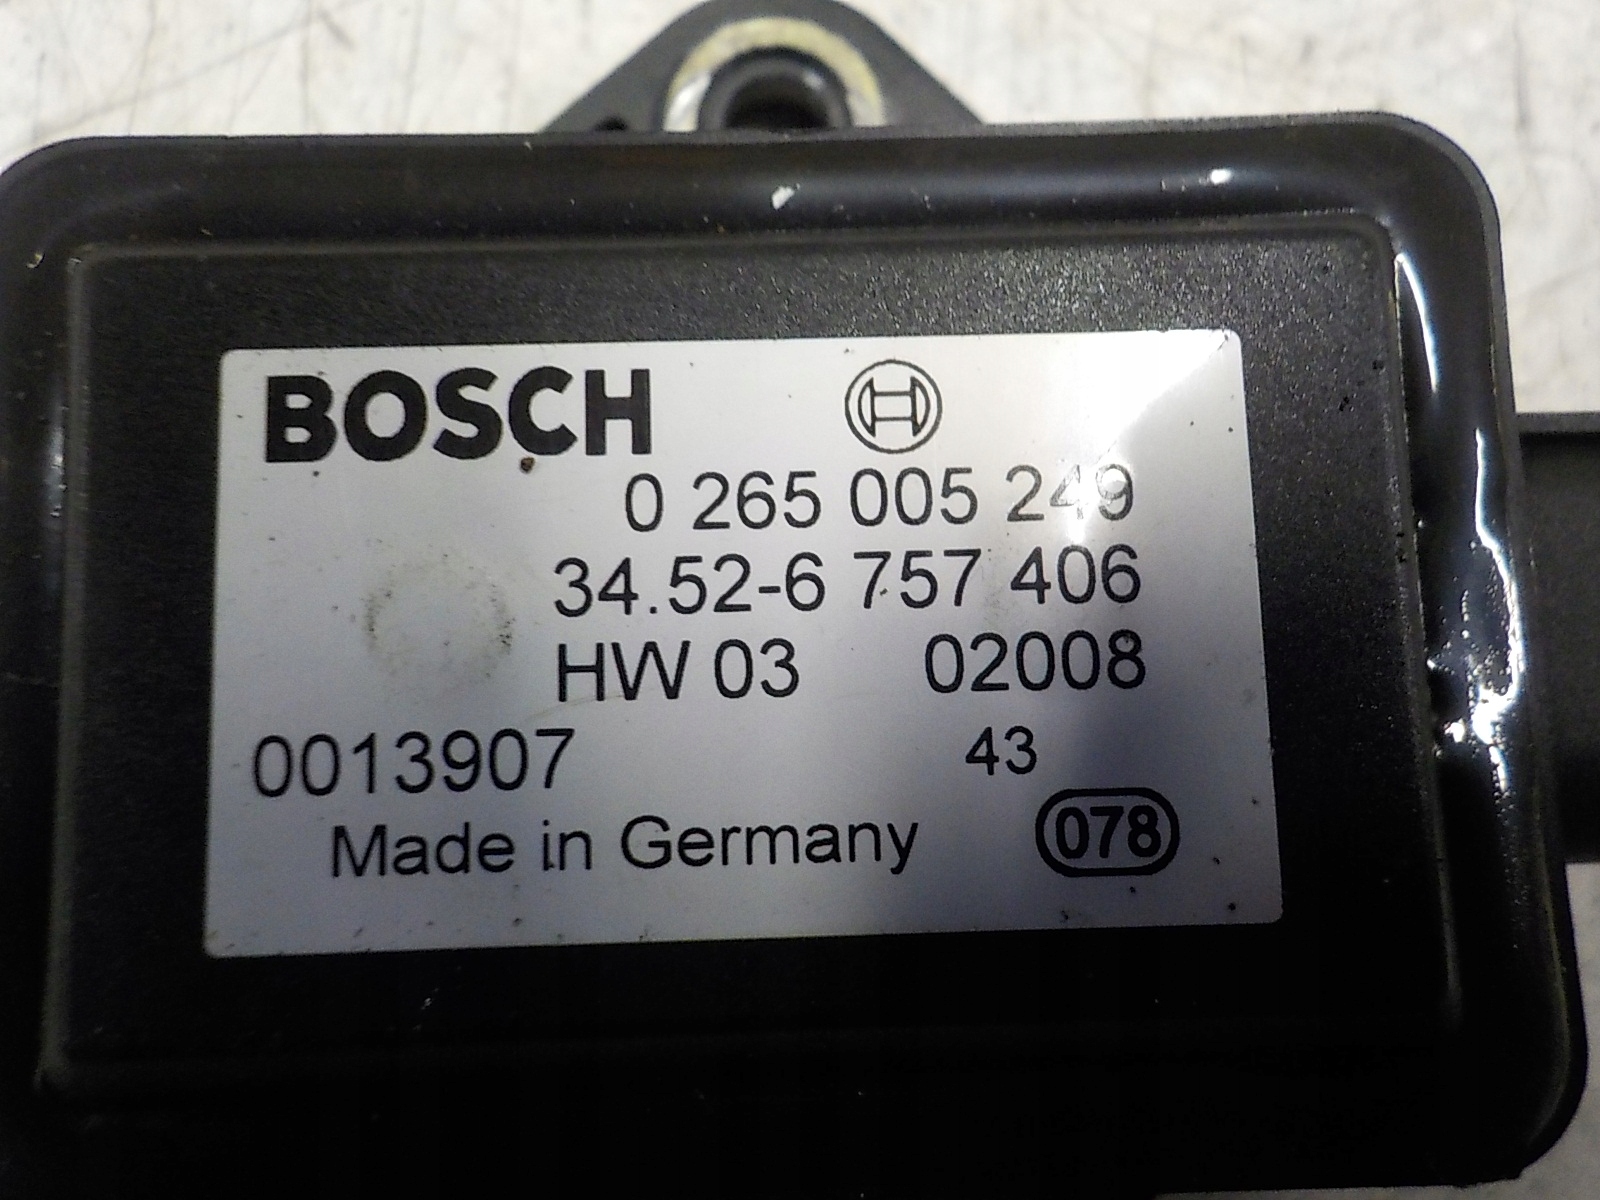 BOSCH
0 265 005 249
34.52-6 757 406
HW 03 02008
0013907 43
Made in Germany 078